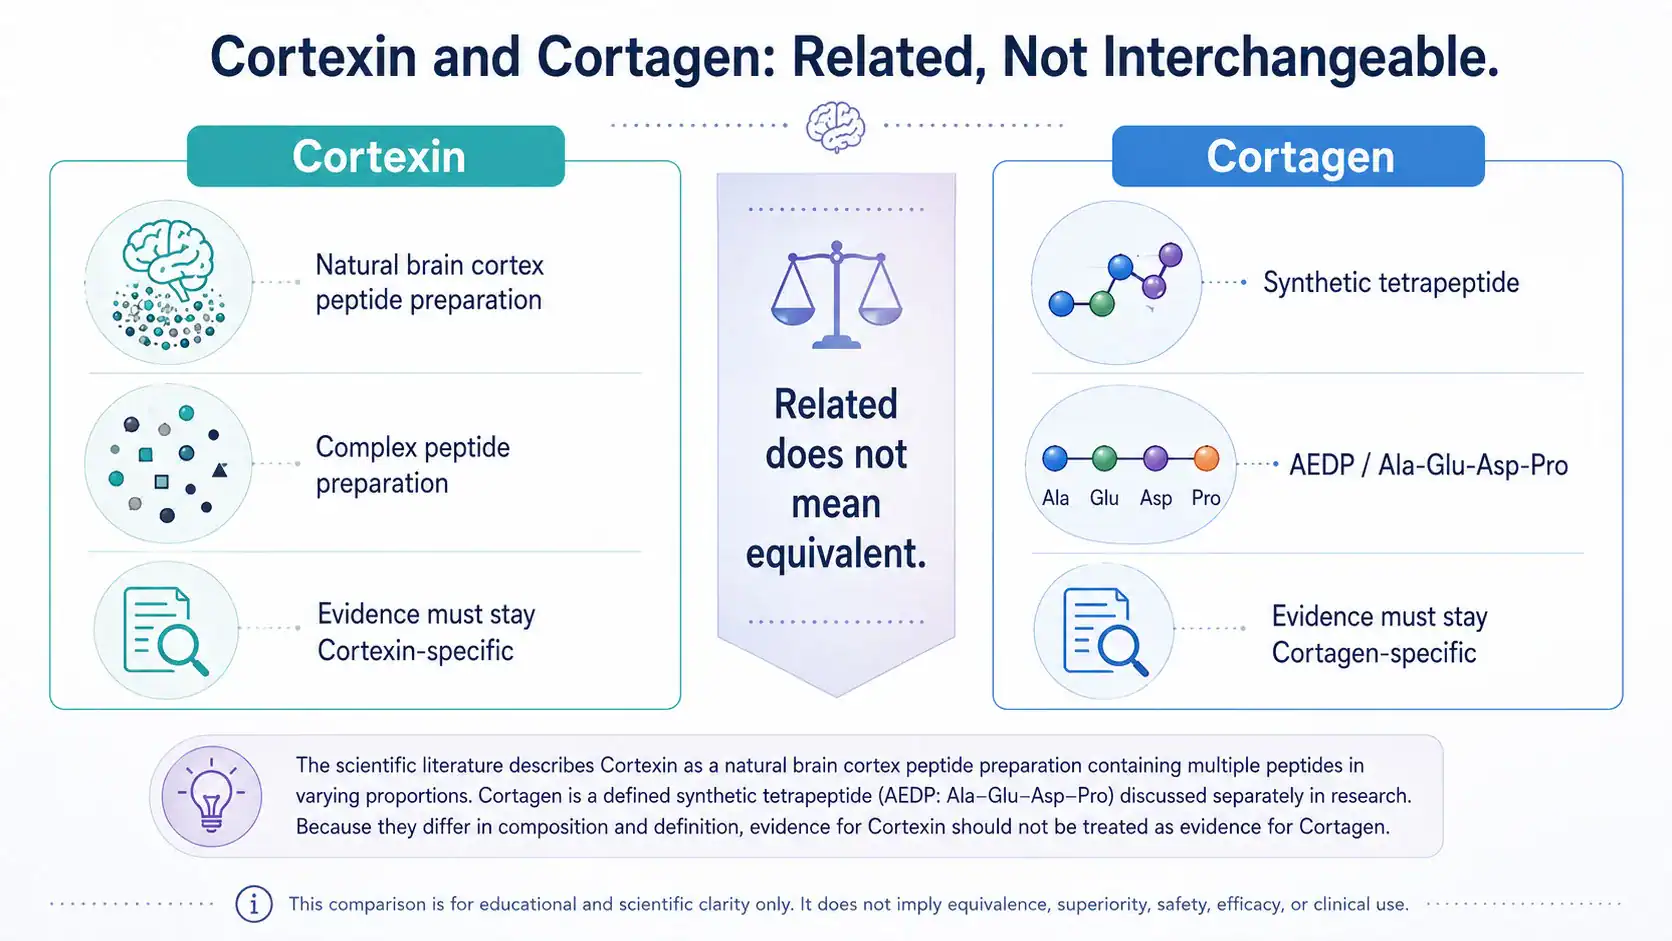 Cortexin and Cortagen: Related, Not Interchangeable.
Cortexin
Natural brain cortex
peptide preparation
Complex peptide
preparation
Evidence must stay
Cortexin-specific
Related
does not
mean
equivalent.
Cortagen
Synthetic tetrapeptide
Ala Glu Asp Pro
AEDP / Ala-Glu-Asp-Pro
Evidence must stay
Cortagen-specific
The scientific literature describes Cortexin as a natural brain cortex peptide preparation containing multiple peptides in
varying proportions. Cortagen is a defined synthetic tetrapeptide (AEDP: Ala–Glu–Asp–Pro) discussed separately in research.
Because they differ in composition and definition, evidence for Cortexin should not be treated as evidence for Cortagen.
i
This comparison is for educational and scientific clarity only. It does not imply equivalence, superiority, safety, efficacy, or clinical use.